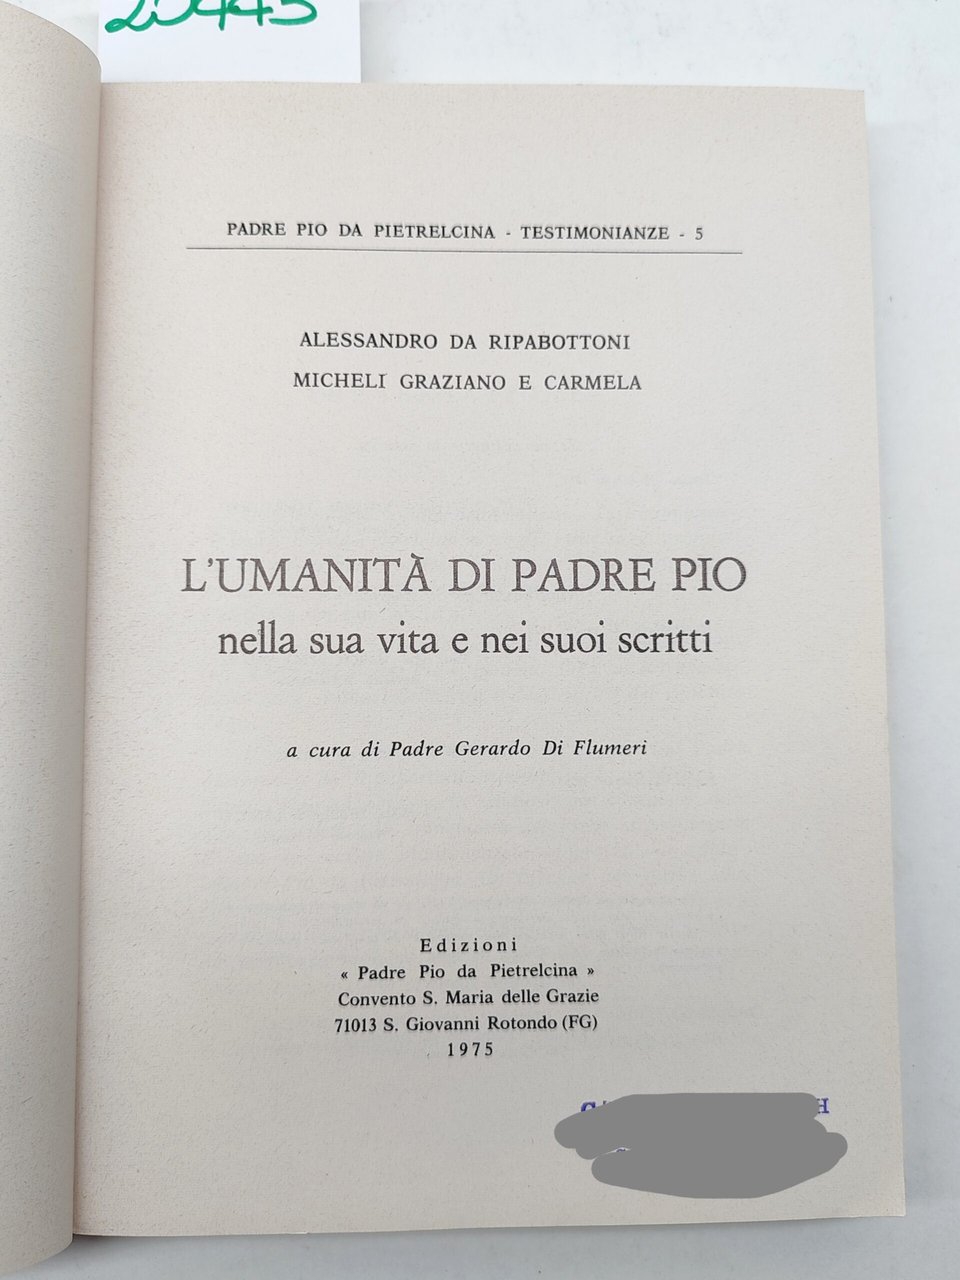 PADRE PIO DA PIETRELCINA - TESTIMONIANZE - 5
ALESSANDRO DA RIPABOTTONI
MICHELI GRAZIANO E CARMELA
L'UMANITÀ DI PADRE PIO
nella sua vita e nei suoi scritti
a cura di Padre Gerardo Di Flumeri
Edizioni
« Padre Pio da Pietrelcina »
Convento S. Maria delle Grazie
71013 S. Giovanni Rotondo (FG)
1975